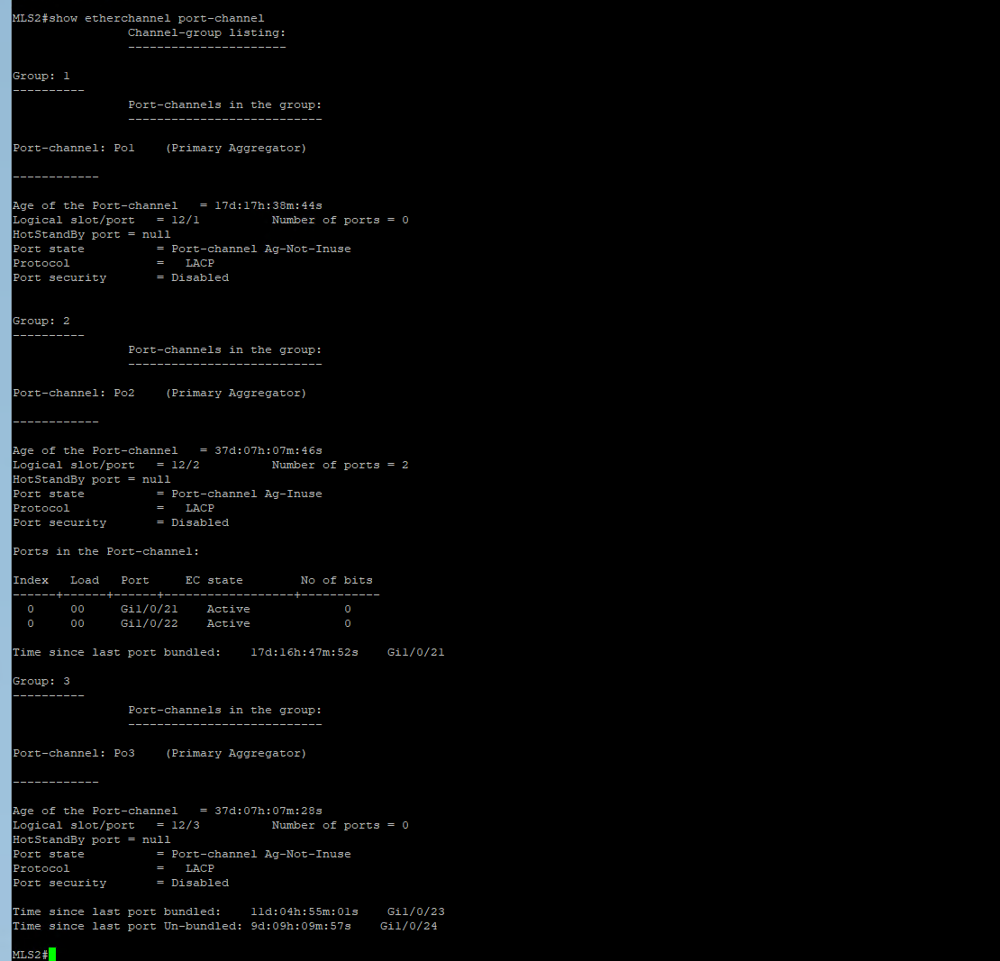 MLS2#show etherchannel port-channel
                Channel-group listing:
                ----------------------

Group: 1
----------
                Port-channels in the group:
                ---------------------------

Port-channel: Po1    (Primary Aggregator)

------------

Age of the Port-channel   = 17d:17h:38m:44s
Logical slot/port   = 12/1          Number of ports = 0
HotStandBy port = null
Port state          = Port-channel Ag-Not-Inuse
Protocol            =   LACP
Port security       = Disabled


Group: 2
----------
                Port-channels in the group:
                ---------------------------

Port-channel: Po2    (Primary Aggregator)

------------

Age of the Port-channel   = 37d:07h:07m:46s
Logical slot/port   = 12/2          Number of ports = 2
HotStandBy port = null
Port state          = Port-channel Ag-Inuse
Protocol            =   LACP
Port security       = Disabled

Ports in the Port-channel:

Index   Load   Port     EC state        No of bits
------+------+------+------------------+-----------
  0     00     Gi1/0/21    Active             0
  0     00     Gi1/0/22    Active             0

Time since last port bundled:    17d:16h:47m:52s    Gi1/0/21

Group: 3
----------
                Port-channels in the group:
                ---------------------------

Port-channel: Po3    (Primary Aggregator)

------------

Age of the Port-channel   = 37d:07h:07m:28s
Logical slot/port   = 12/3          Number of ports = 0
HotStandBy port = null
Port state          = Port-channel Ag-Not-Inuse
Protocol            =   LACP
Port security       = Disabled

Time since last port bundled:    11d:04h:55m:01s    Gi1/0/23
Time since last port Un-bundled: 9d:09h:09m:57s    Gi1/0/24

MLS2#